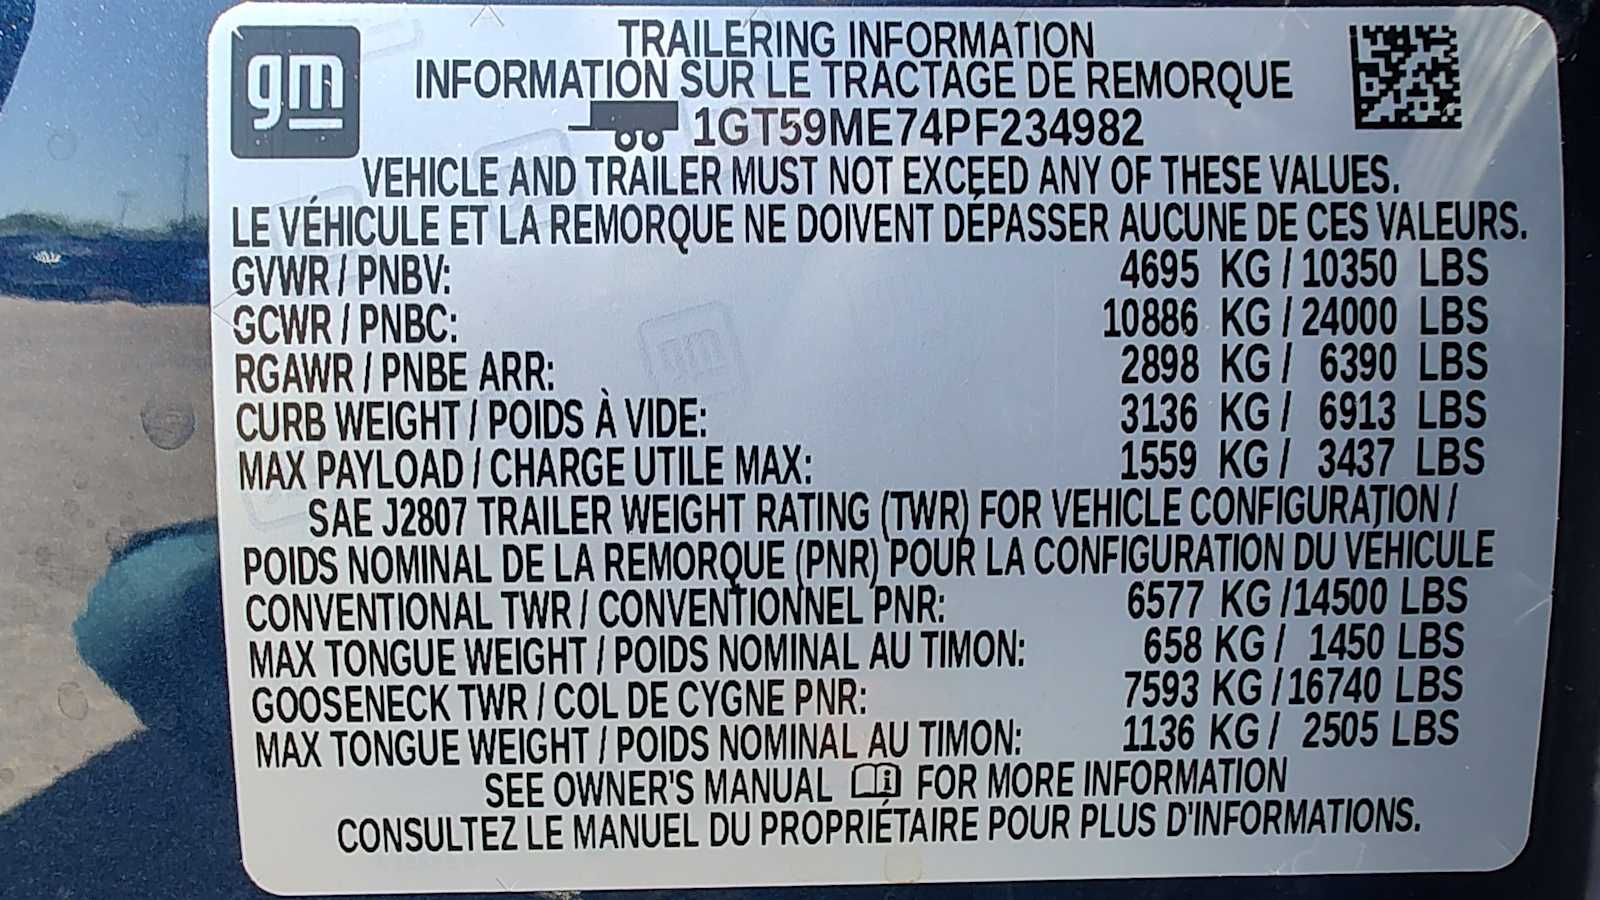 gm
TRAILERING INFORMATION
INFORMATION SUR LE TRACTAGE DE REMORQUE
1GT59ME74PF234982
VEHICLE AND TRAILER MUST NOT EXCEED ANY OF THESE VALUES.
LE VÉHICULE ET LA REMORQUE NE DOIVENT DÉPASSER AUCUNE DE CES VALEURS.
GVWR / PNBV: 4695 KG / 10350 LBS
GCWR / PNBC: 10886 KG / 24000 LBS
RGAWR / PNBE ARR: 2898 KG / 6390 LBS
CURB WEIGHT / POIDS À VIDE: 3136 KG / 6913 LBS
MAX PAYLOAD / CHARGE UTILE MAX: 1559 KG / 3437 LBS
SAE J2807 TRAILER WEIGHT RATING (TWR) FOR VEHICLE CONFIGURATION /
POIDS NOMINAL DE LA REMORQUE (PNR) POUR LA CONFIGURATION DU VÉHICULE
CONVENTIONAL TWR / CONVENTIONNEL PNR: 6577 KG /14500 LBS
MAX TONGUE WEIGHT / POIDS NOMINAL AU TIMON: 658 KG / 1450 LBS
GOOSENECK TWR / COL DE CYGNE PNR: 7593 KG /16740 LBS
MAX TONGUE WEIGHT / POIDS NOMINAL AU TIMON: 1136 KG / 2505 LBS
SEE OWNER'S MANUAL FOR MORE INFORMATION
CONSULTEZ LE MANUEL DU PROPRIÉTAIRE POUR PLUS D'INFORMATIONS.